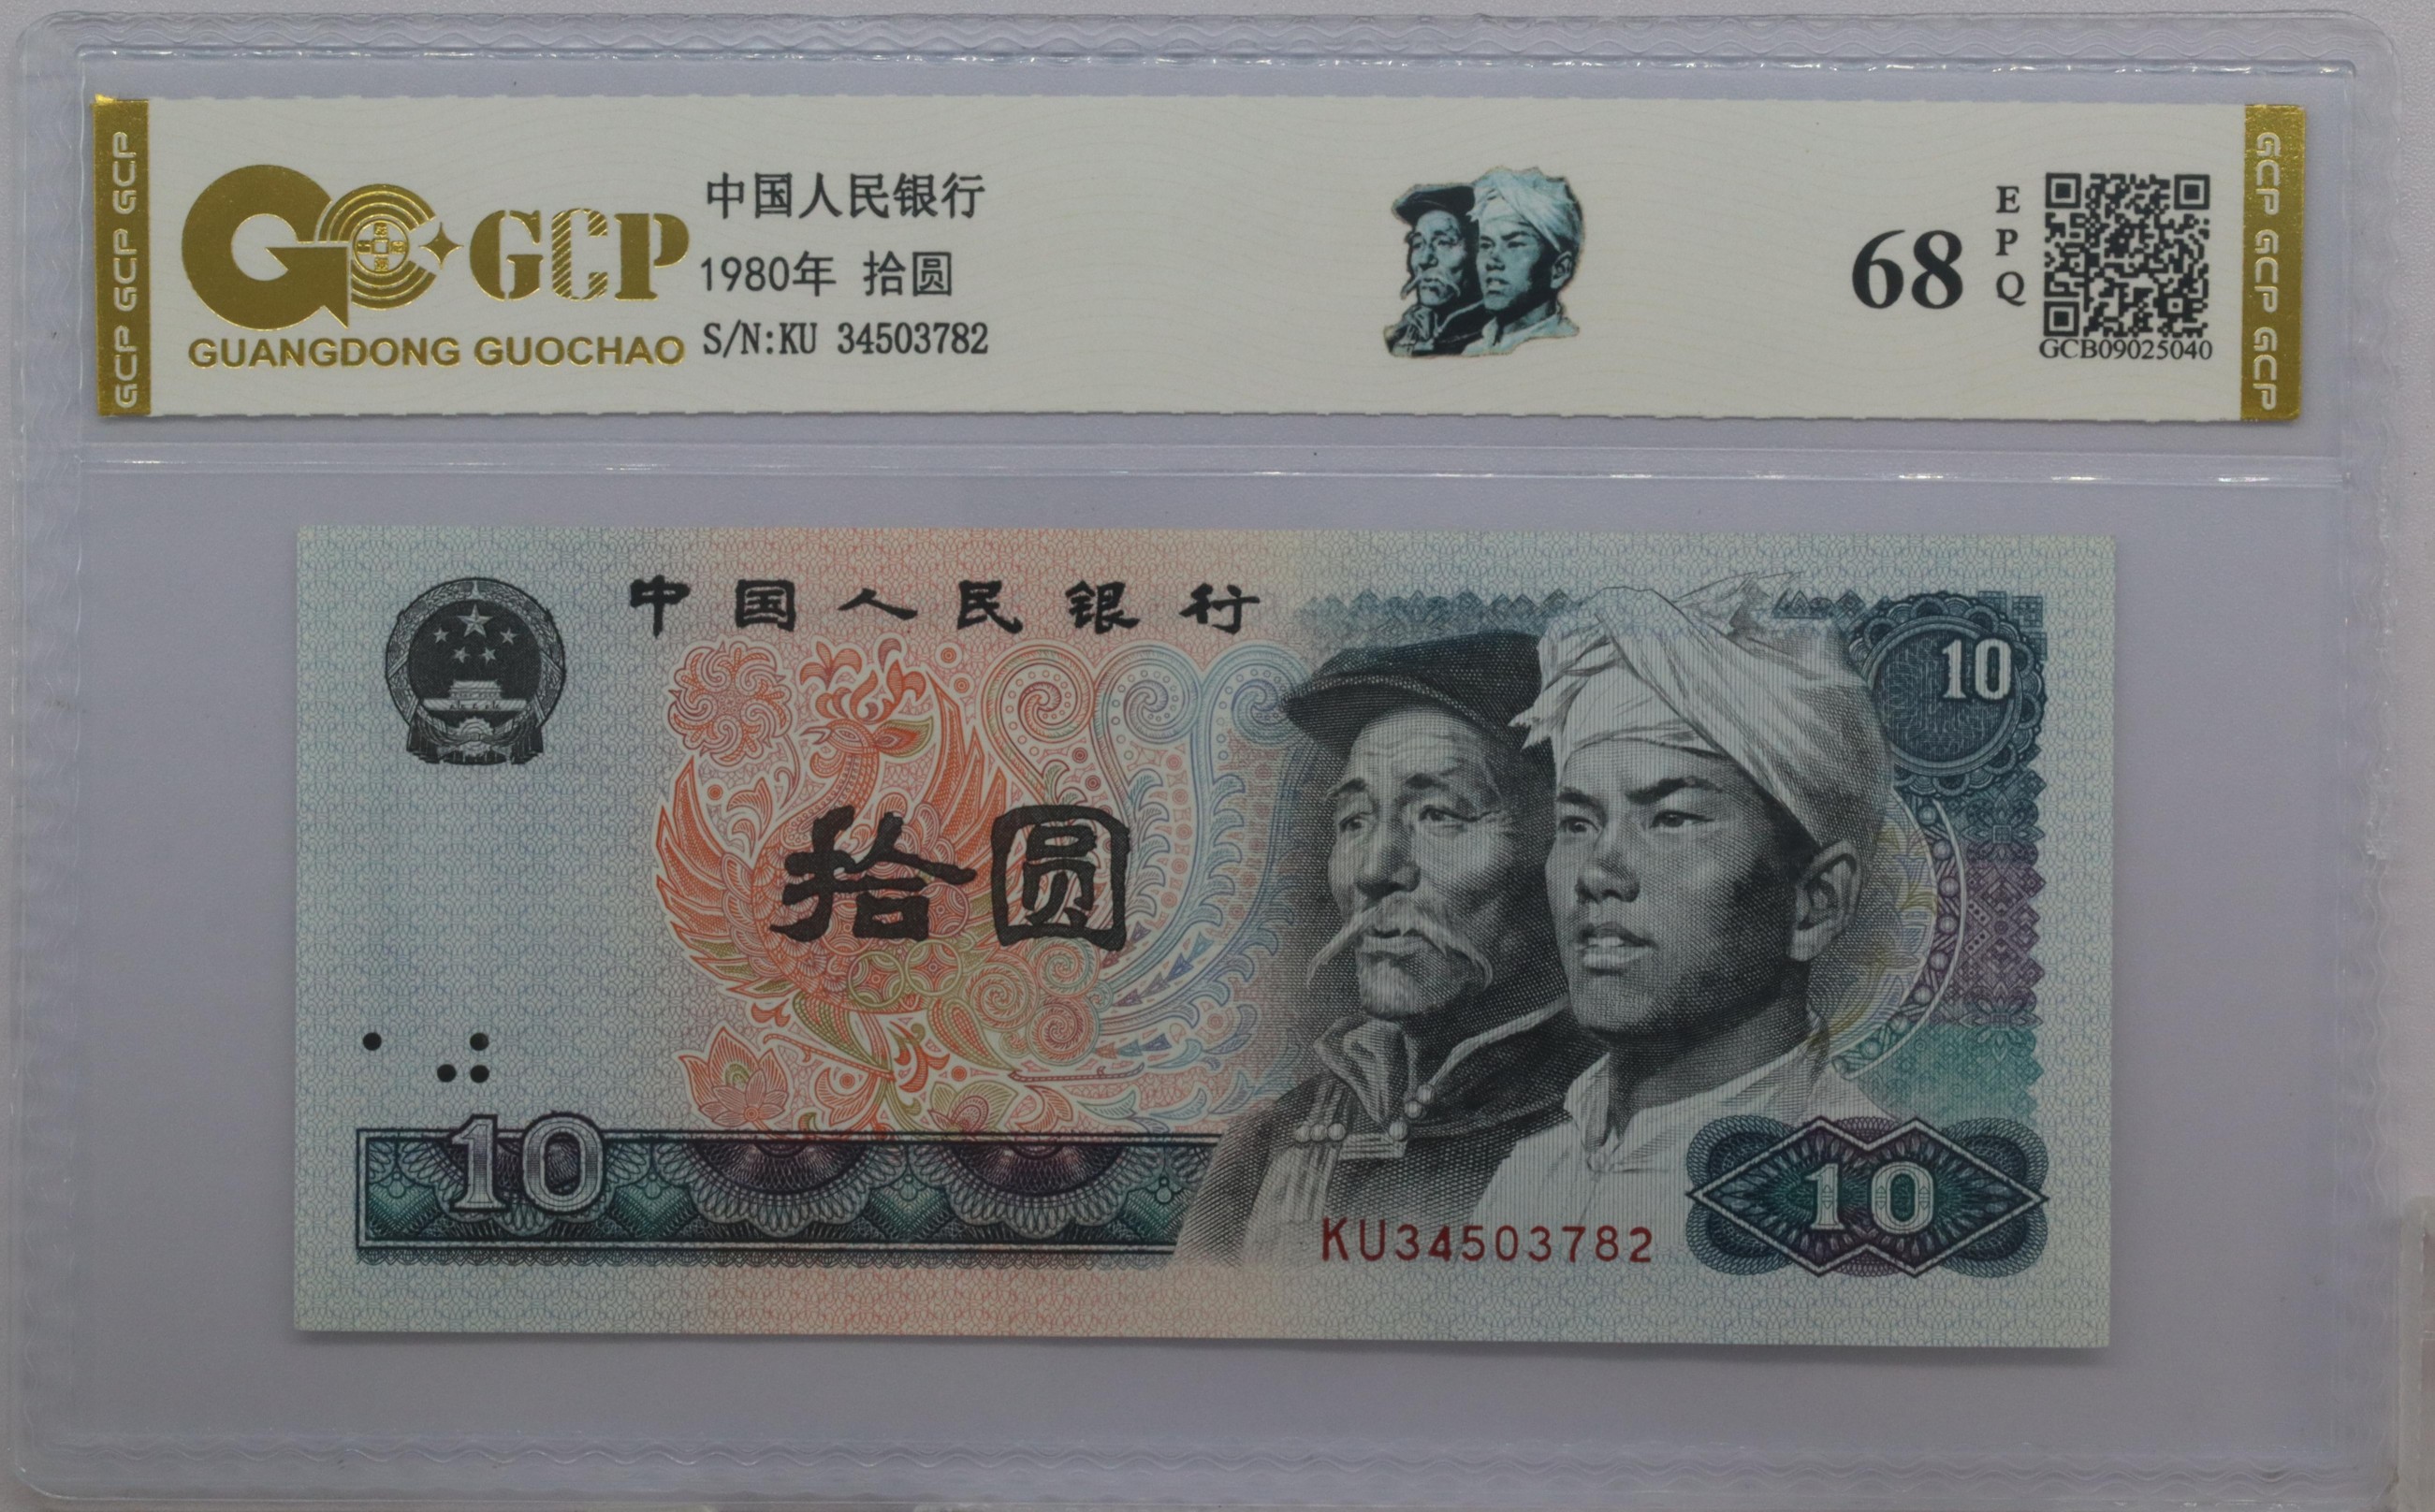 GCP GCP GCP
GCP
GUANGDONG GUOCHAO
中国人民银行
1980年 拾圆
S/N:KU 34503782
68
EPQ
GCB09025040
GCP GCP GCP
中国人民银行
10
拾圆
10
KU34503782
10